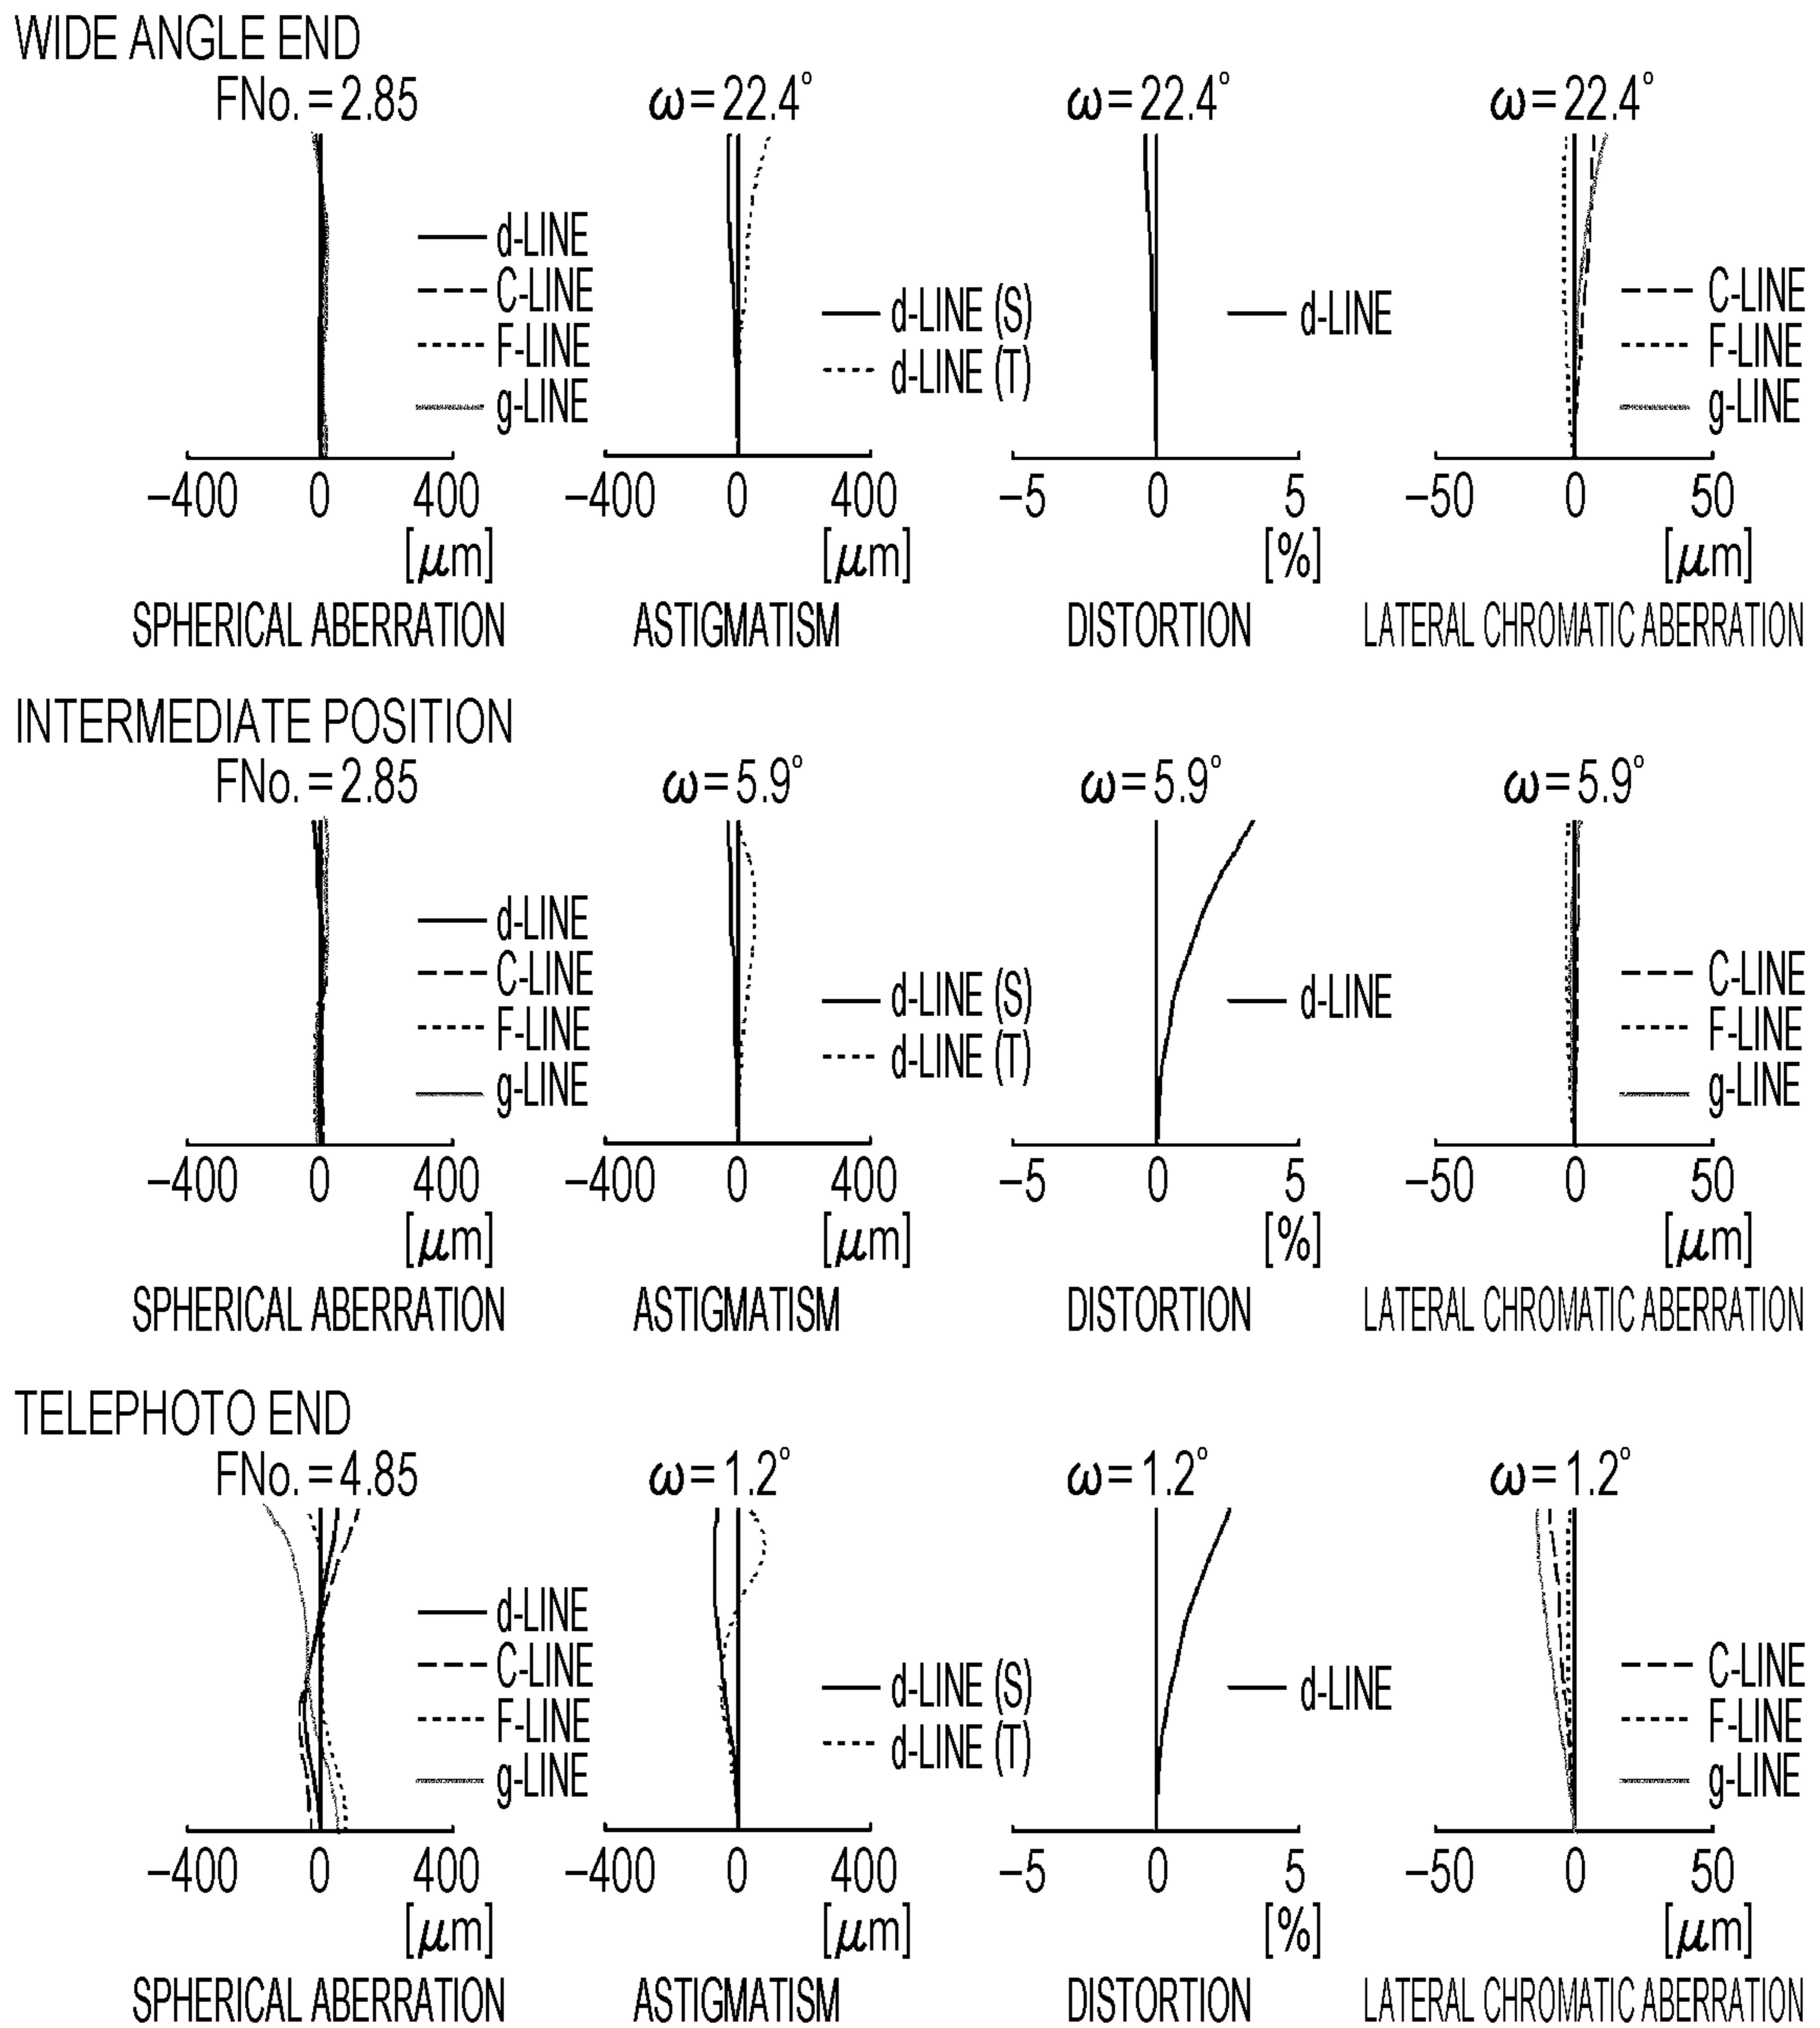 WIDE ANGLE END
FNo. = 2.85
ω = 22.4°
ω = 22.4°
ω = 22.4°
d-LINE
C-LINE
F-LINE
g-LINE
d-LINE (S)
d-LINE (T)
d-LINE
C-LINE
F-LINE
g-LINE
−400 0 400
−400 0 400
−5 0 5
−50 0 50
[μm]
[μm]
[%]
[μm]
SPHERICAL ABERRATION
ASTIGMATISM
DISTORTION
LATERAL CHROMATIC ABERRATION
INTERMEDIATE POSITION
FNo. = 2.85
ω = 5.9°
ω = 5.9°
ω = 5.9°
d-LINE
C-LINE
F-LINE
g-LINE
d-LINE (S)
d-LINE (T)
d-LINE
C-LINE
F-LINE
g-LINE
−400 0 400
−400 0 400
−5 0 5
−50 0 50
[μm]
[μm]
[%]
[μm]
SPHERICAL ABERRATION
ASTIGMATISM
DISTORTION
LATERAL CHROMATIC ABERRATION
TELEPHOTO END
FNo. = 4.85
ω = 1.2°
ω = 1.2°
ω = 1.2°
d-LINE
C-LINE
F-LINE
g-LINE
d-LINE (S)
d-LINE (T)
d-LINE
C-LINE
F-LINE
g-LINE
−400 0 400
−400 0 400
−5 0 5
−50 0 50
[μm]
[μm]
[%]
[μm]
SPHERICAL ABERRATION
ASTIGMATISM
DISTORTION
LATERAL CHROMATIC ABERRATION